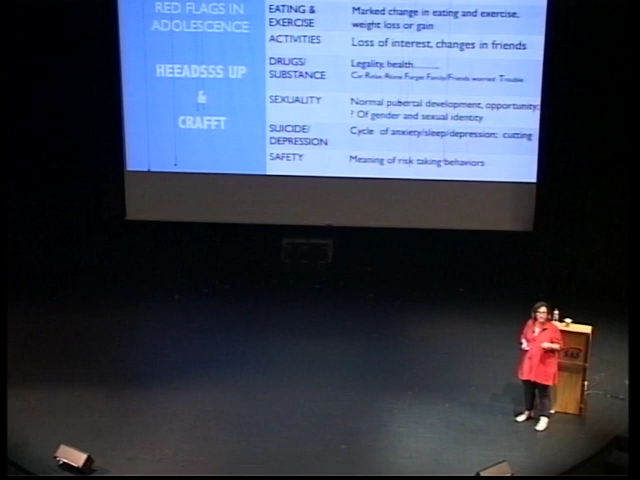 RED FLAGS IN
ADOLESCENCE
HEEADSSS UP
&
CRAFFT
EATING &
EXERCISE
Marked change in eating and exercise,
weight loss or gain
ACTIVITIES
Loss of interest, changes in friends
DRUGS/
SUBSTANCE
Legality, health.........
Car Relax Alone Forget Family/Friends worried Trouble
SEXUALITY
Normal pubertal development, opportunity;
? Of gender and sexual identity
SUICIDE/
DEPRESSION
Cycle of anxiety/sleep/depression; cutting
SAFETY
Meaning of risk taking behaviors